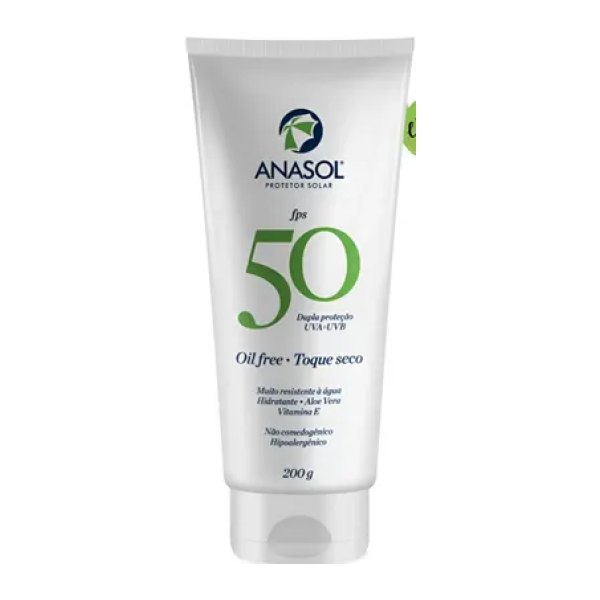 ANASOL®
PROTETOR SOLAR
fps
50
Dupla proteção
UVA+UVB
Oil free • Toque seco
Muito resistente à água
Hidratante • Aloe Vera
Vitamina E
Não comedogênico
Hipoalergênico
200 g